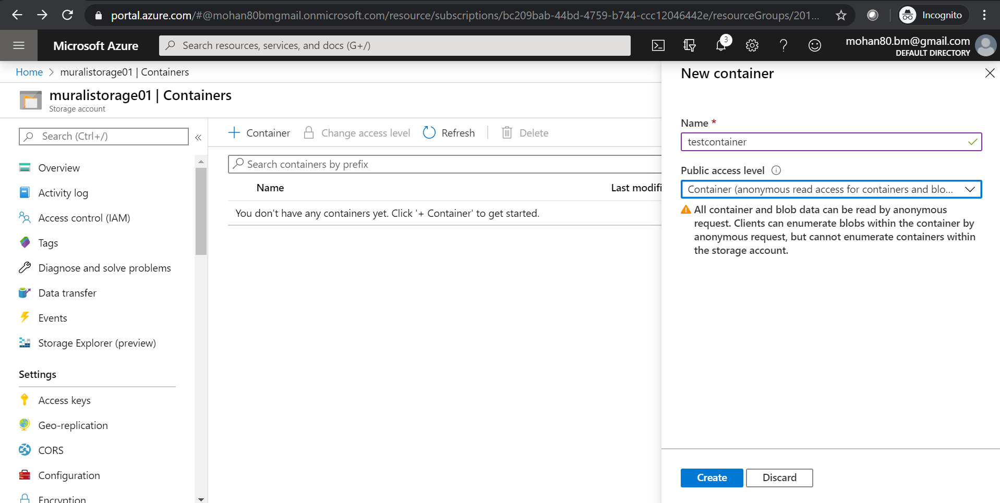 portal.azure.com/#@mohan80bmgmail.onmicrosoft.com/resource/subscriptions/bc209bab-44bd-4759-b744-ccc12046442e/resourceGroups/201...
Incognito
Microsoft Azure
Search resources, services, and docs (G+/)
3
mohan80.bm@gmail.com
DEFAULT DIRECTORY
Home > muralistorage01 | Containers
muralistorage01 | Containers
Storage account
Search (Ctrl+/)
«
Overview
Activity log
Access control (IAM)
Tags
Diagnose and solve problems
Data transfer
Events
Storage Explorer (preview)
Settings
Access keys
Geo-replication
CORS
Configuration
Encryption
+ Container
Change access level
Refresh
Delete
Search containers by prefix
Name
Last modifi
You don't have any containers yet. Click '+ Container' to get started.
New container
Name *
testcontainer
Public access level
Container (anonymous read access for containers and blo...
All container and blob data can be read by anonymous
request. Clients can enumerate blobs within the container by
anonymous request, but cannot enumerate containers within
the storage account.
Create
Discard